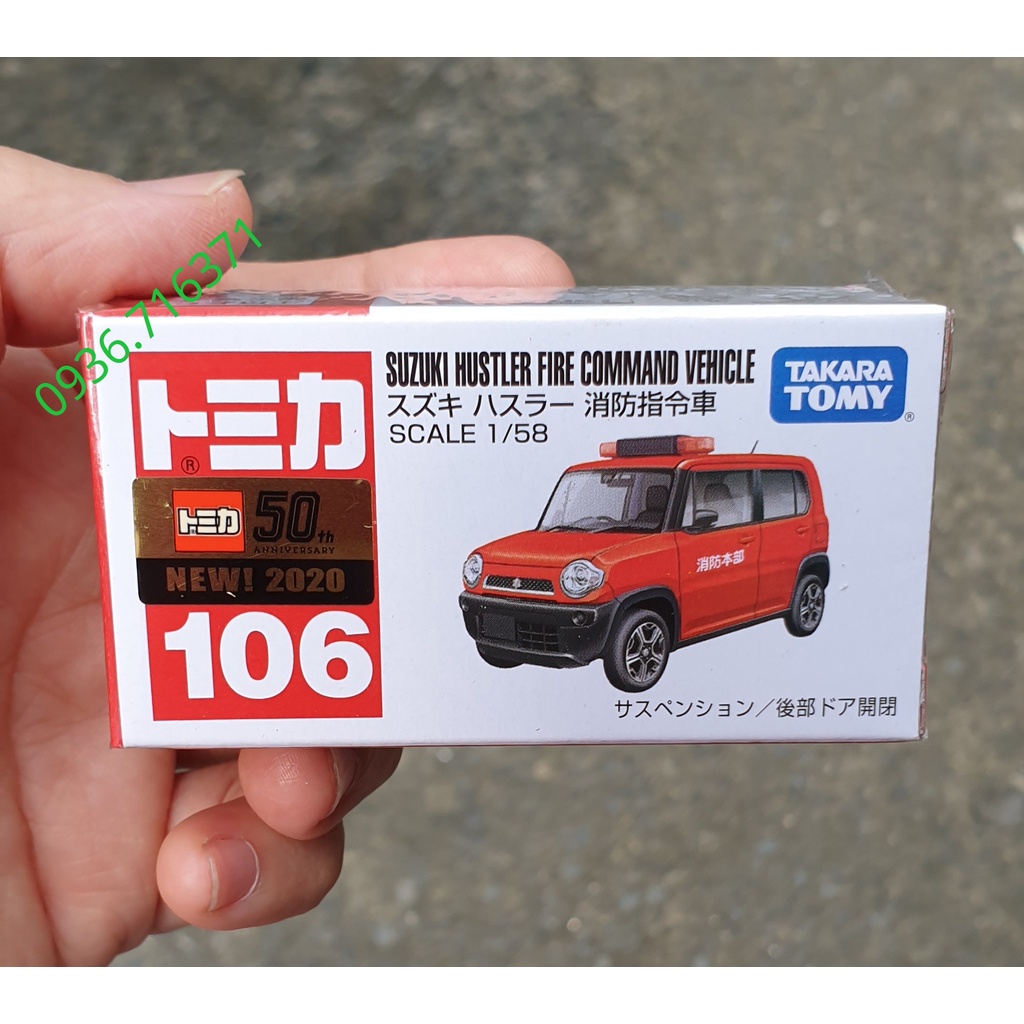 0936.716371
トミカ
®
トミカ
50th
ANNIVERSARY
NEW! 2020
106
SUZUKI HUSTLER FIRE COMMAND VEHICLE
スズキ ハスラー 消防指令車
SCALE 1/58
TAKARA
TOMY
®
消防本部
サスペンション/後部ドア開閉